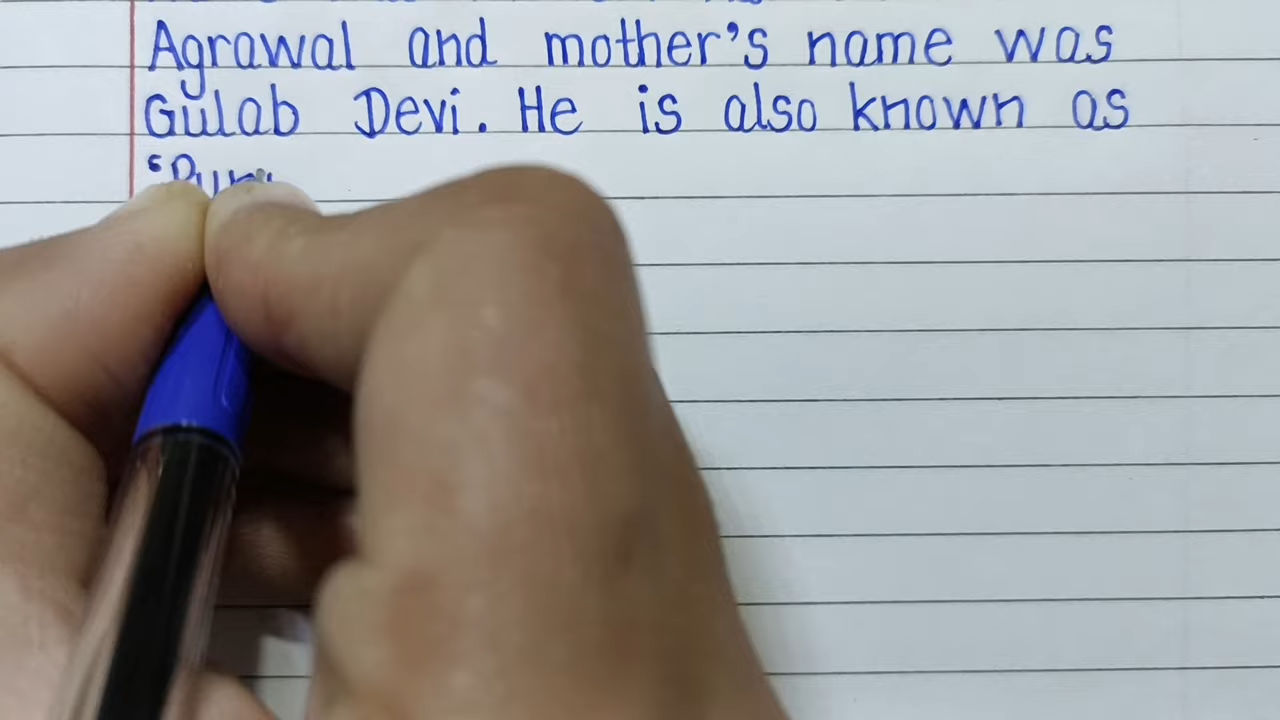 Agrawal and mother's name was
Gulab Devi. He is also known as